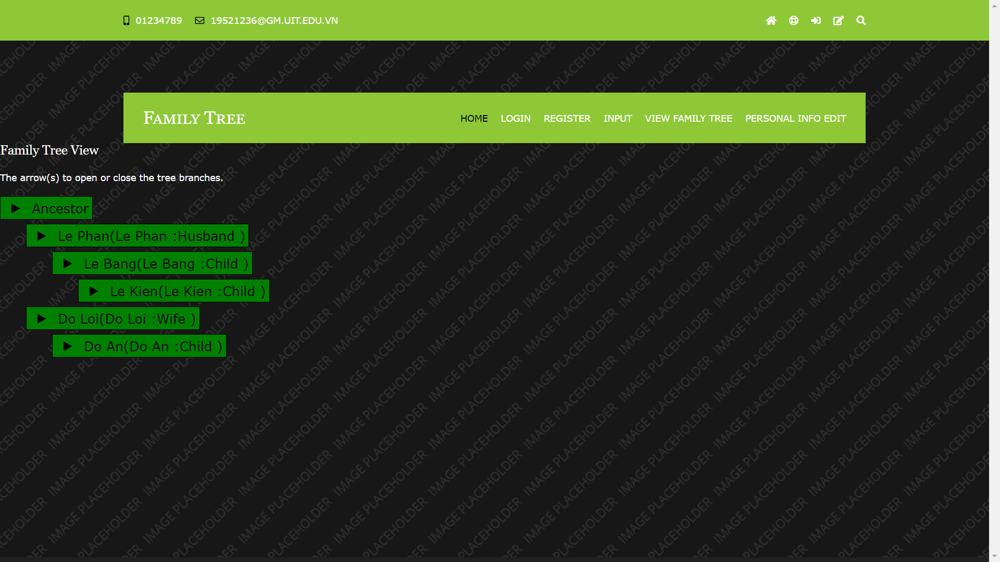 01234789 19521236@GM.UIT.EDU.VN
FAMILY TREE
HOME LOGIN REGISTER INPUT VIEW FAMILY TREE PERSONAL INFO EDIT
Family Tree View
The arrow(s) to open or close the tree branches.
Ancestor
Le Phan(Le Phan :Husband )
Le Bang(Le Bang :Child )
Le Kien(Le Kien :Child )
Do Loi(Do Loi :Wife )
Do An(Do An :Child )
IMAGE PLACEHOLDER